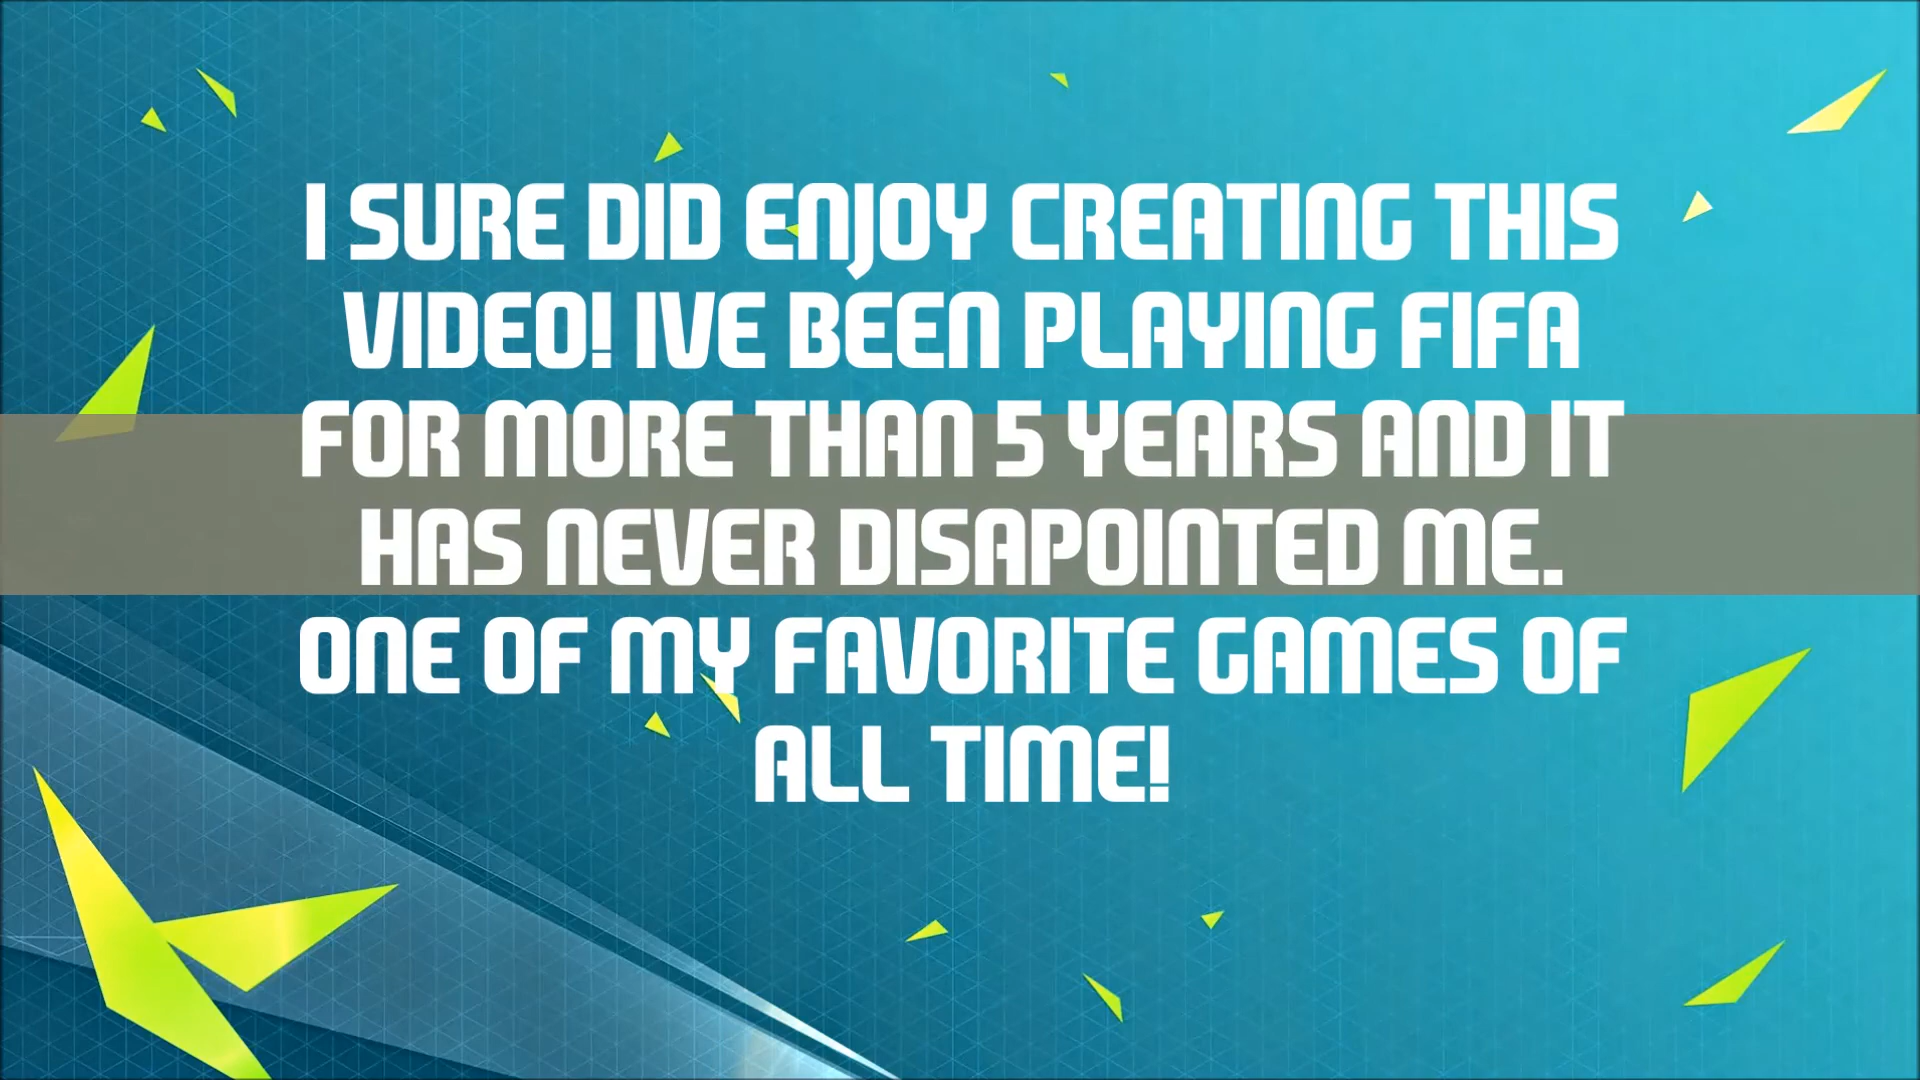 I SURE DID ENJOY CREATING THIS
VIDEO! IVE BEEN PLAYING FIFA
FOR MORE THAN 5 YEARS AND IT
HAS NEVER DISAPOINTED ME.
ONE OF MY FAVORITE GAMES OF
ALL TIME!